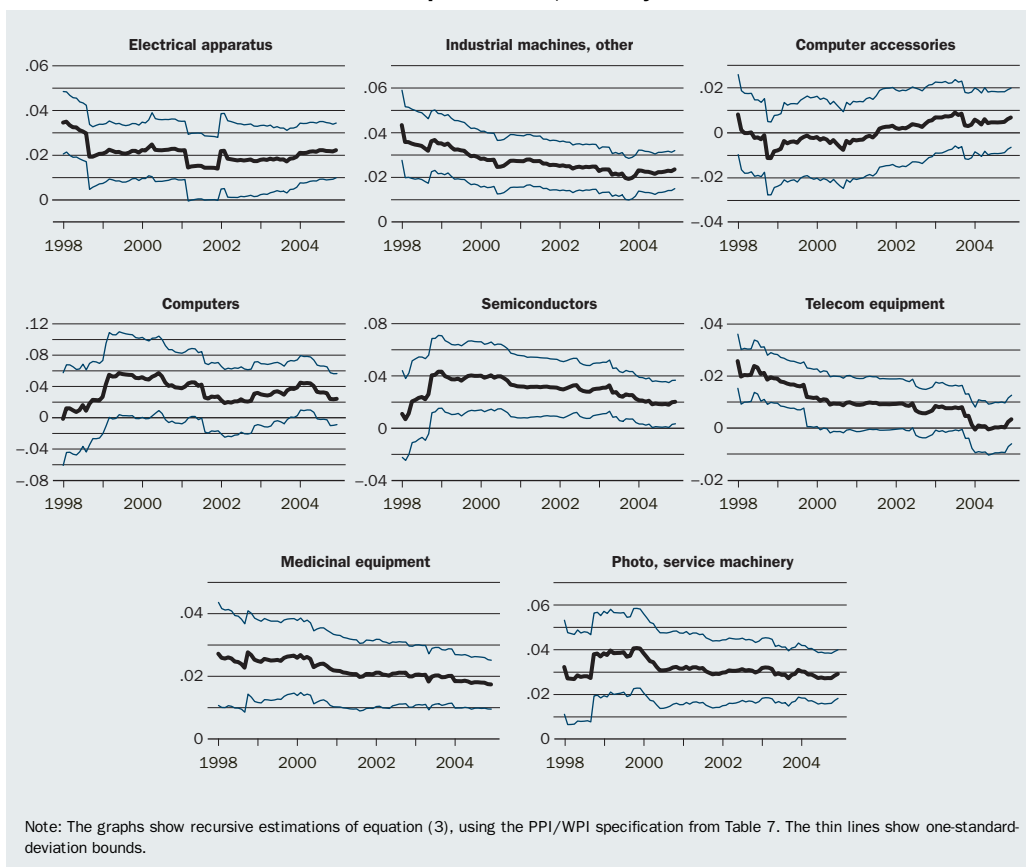 Electrical apparatus
Industrial machines, other
Computer accessories
.06
.04
.02
0
1998 2000 2002 2004
.06
.04
.02
0
1998 2000 2002 2004
.02
0
–.02
–.04
1998 2000 2002 2004
Computers
Semiconductors
Telecom equipment
.12
.08
.04
0
–.04
–.08
1998 2000 2002 2004
.08
.04
0
–.04
1998 2000 2002 2004
.04
.02
0
–.02
1998 2000 2002 2004
Medicinal equipment
Photo, service machinery
.04
.02
0
1998 2000 2002 2004
.06
.04
.02
0
1998 2000 2002 2004
Note: The graphs show recursive estimations of equation (3), using the PPI/WPI specification from Table 7. The thin lines show one-standard-
deviation bounds.